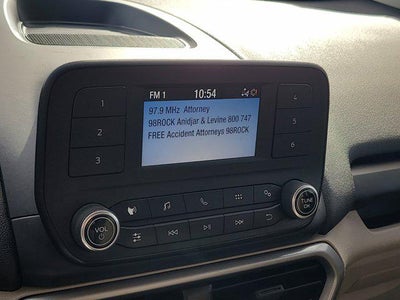 FM 1 10:54
97.9 MHz Attorney
98ROCK Anidjar & Levine 800 747
FREE Accident Attorneys 98ROCK
1
2
3
4
5
6
VOL
TUNE